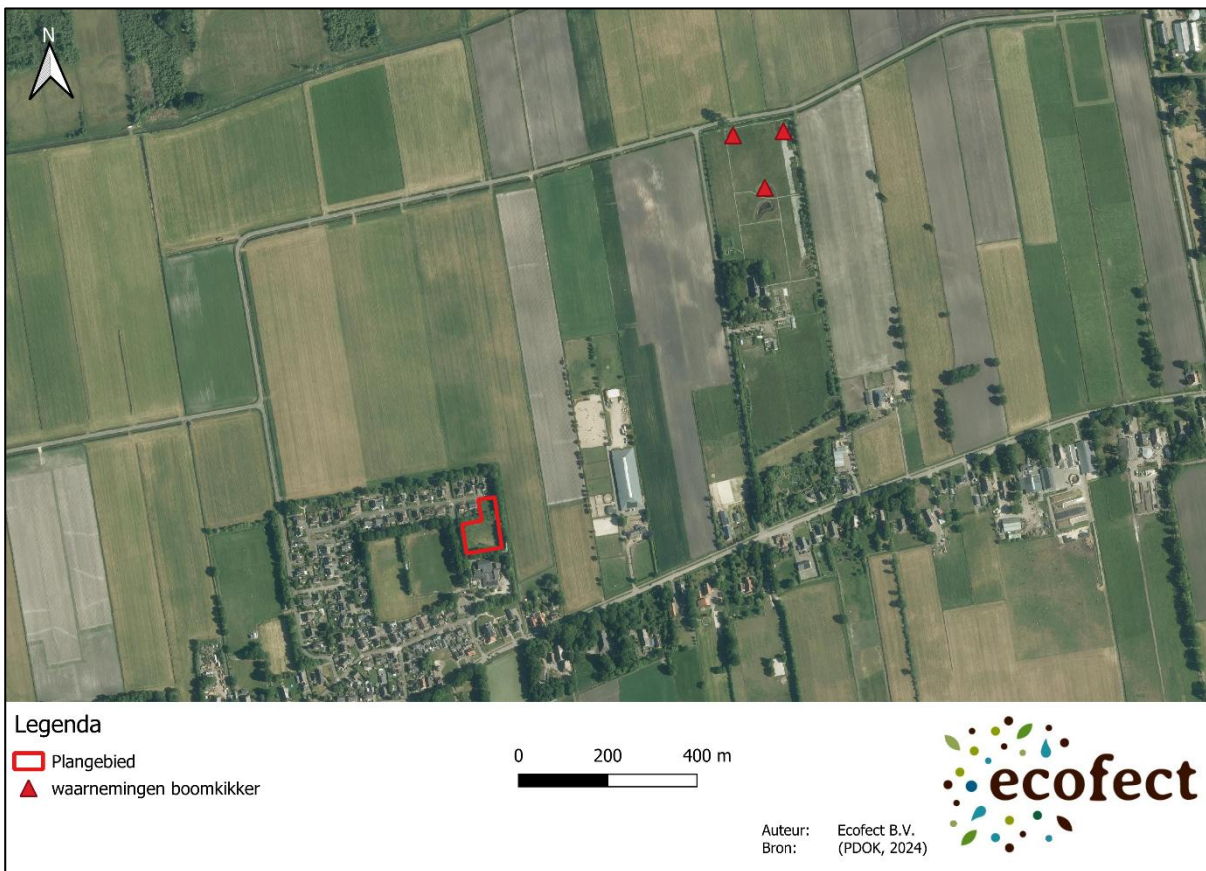 N
Legenda
Plangebied
waarnemingen boomkikker
0 200 400 m
ecofect
Auteur: Ecofect B.V.
Bron: (PDOK, 2024)